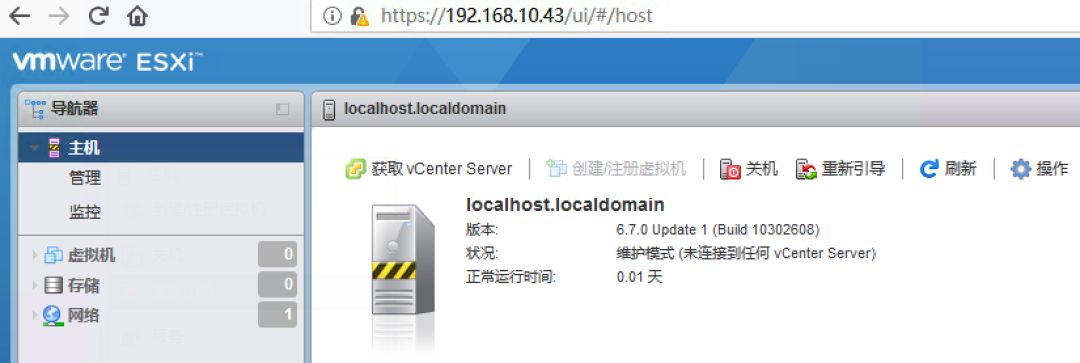 https://192.168.10.43/ui/#/host
vmware ESXi™
导航器
localhost.localdomain
主机
管理
监控
虚拟机 0
存储 0
网络 1
获取 vCenter Server 创建/注册虚拟机 关机 重新引导 刷新 操作
localhost.localdomain
版本: 6.7.0 Update 1 (Build 10302608)
状况: 维护模式 (未连接到任何 vCenter Server)
正常运行时间: 0.01 天